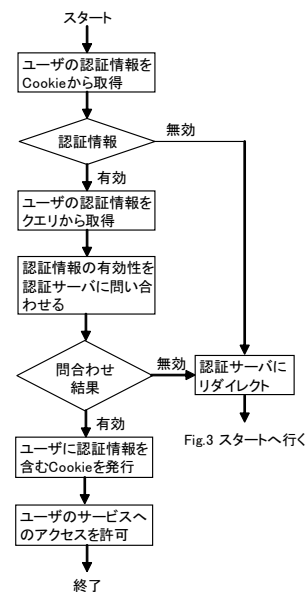 スタート
ユーザの認証情報を
Cookieから取得
認証情報
無効
有効
ユーザの認証情報を
クエリから取得
認証情報の有効性を
認証サーバに問い合
わせる
問合わせ
結果
無効
認証サーバに
リダイレクト
有効
Fig.3 スタートへ行く
ユーザに認証情報を
含むCookieを発行
ユーザのサービスへ
のアクセスを許可
終了